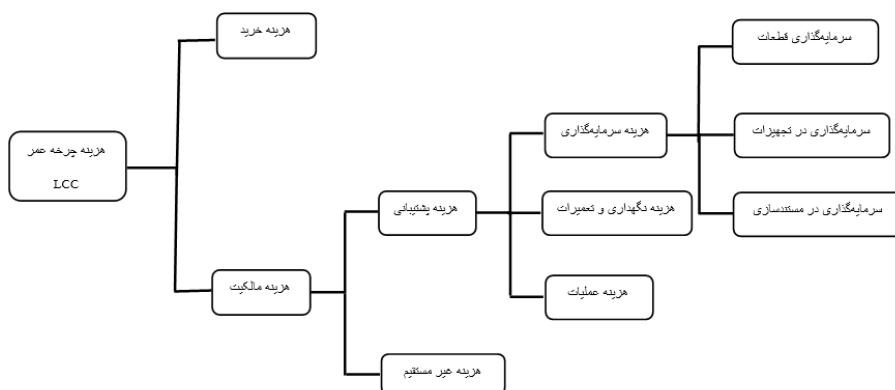 هزینه چرخه عمر
LCC
هزینه خرید
هزینه مالکیت
هزینه پشتیبانی
هزینه غیر مستقیم
هزینه سرمایه‌گذاری
هزینه نگهداری و تعمیرات
هزینه عملیات
سرمایه‌گذاری قطعات
سرمایه‌گذاری در تجهیزات
سرمایه‌گذاری در مستندسازی